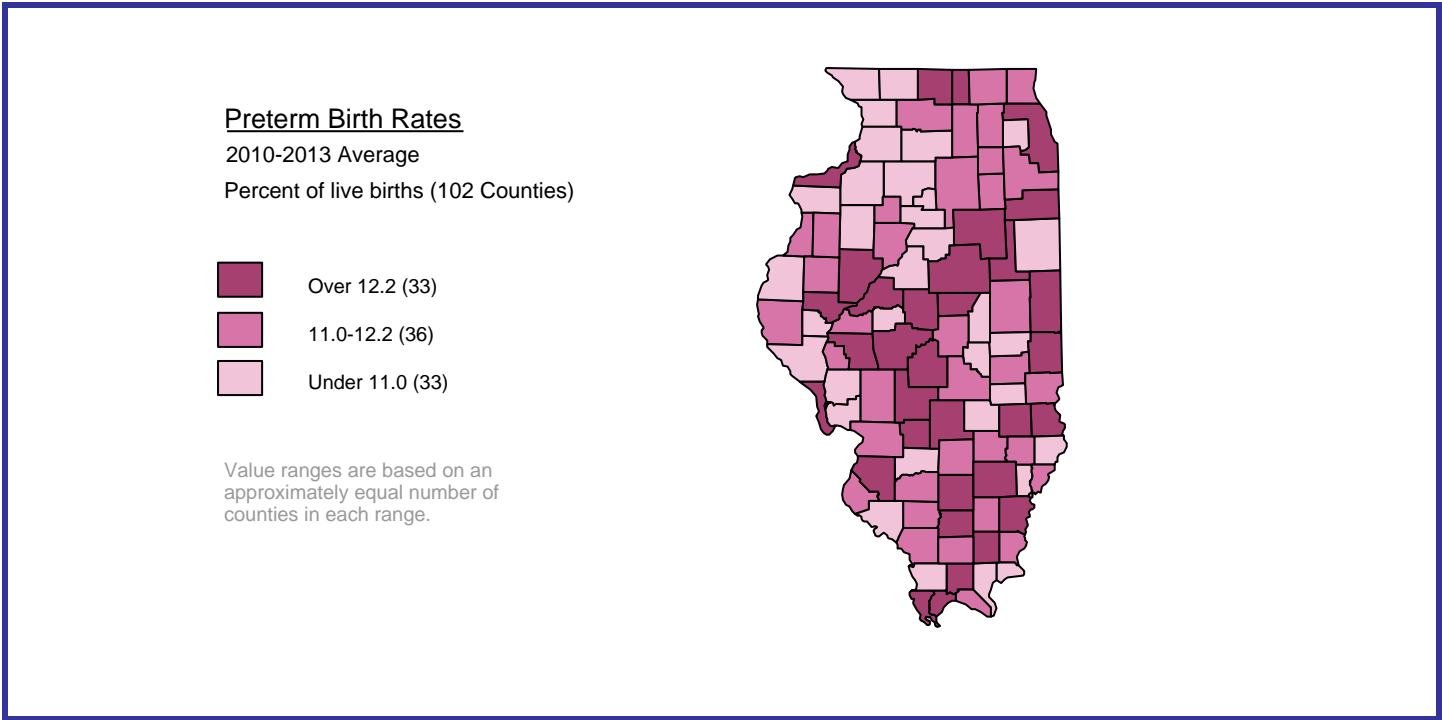 Preterm Birth Rates
2010-2013 Average
Percent of live births (102 Counties)
Over 12.2 (33)
11.0-12.2 (36)
Under 11.0 (33)
Value ranges are based on an
approximately equal number of
counties in each range.